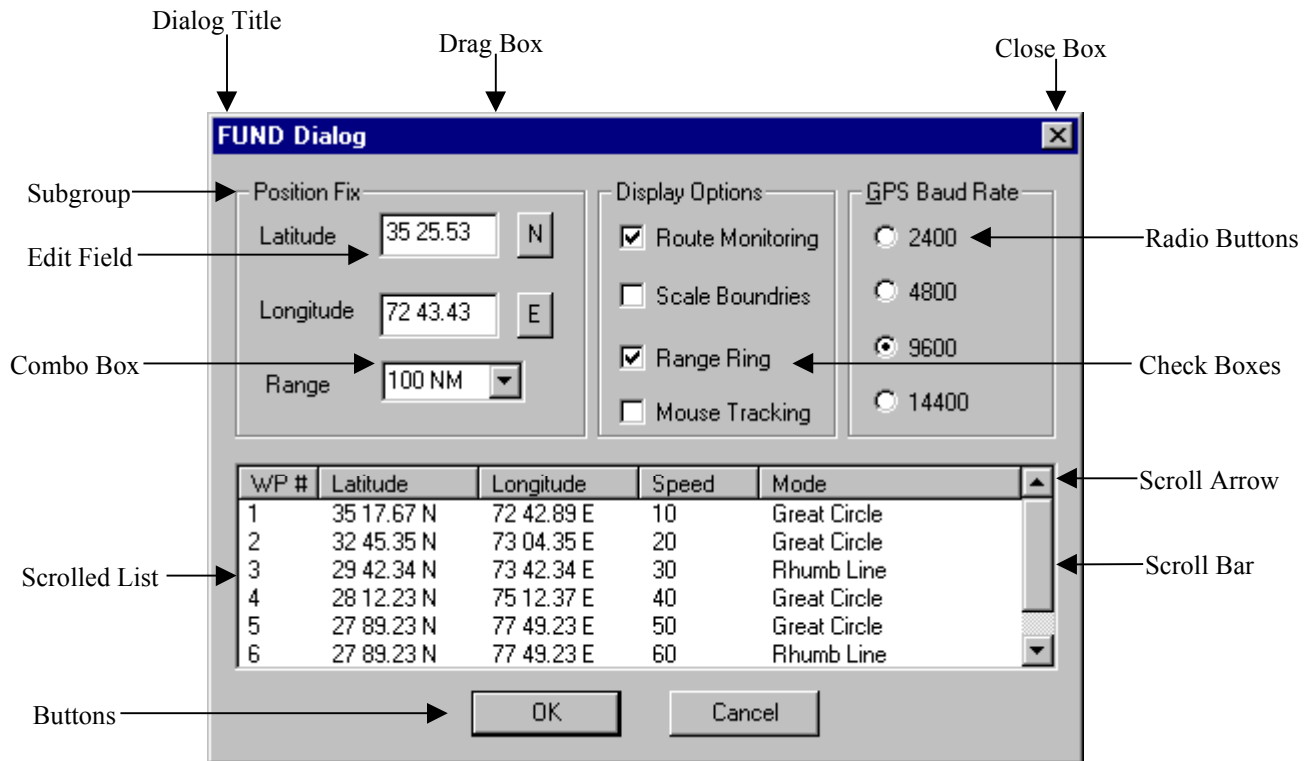 Dialog Title
Drag Box
Close Box
FUND Dialog
Subgroup
Position Fix
Display Options
GPS Baud Rate
Latitude
35 25.53
N
Route Monitoring
2400
Radio Buttons
Edit Field
Longitude
72 43.43
E
Scale Boundries
4800
Combo Box
Range
100 NM
Range Ring
9600
Check Boxes
Mouse Tracking
14400
WP # Latitude Longitude Speed Mode
Scroll Arrow
1 35 17.67 N 72 42.89 E 10 Great Circle
2 32 45.35 N 73 04.35 E 20 Great Circle
3 29 42.34 N 73 42.34 E 30 Rhumb Line
Scrolled List
Scroll Bar
4 28 12.23 N 75 12.37 E 40 Great Circle
5 27 89.23 N 77 49.23 E 50 Great Circle
6 27 89.23 N 77 49.23 E 60 Rhumb Line
Buttons
OK
Cancel